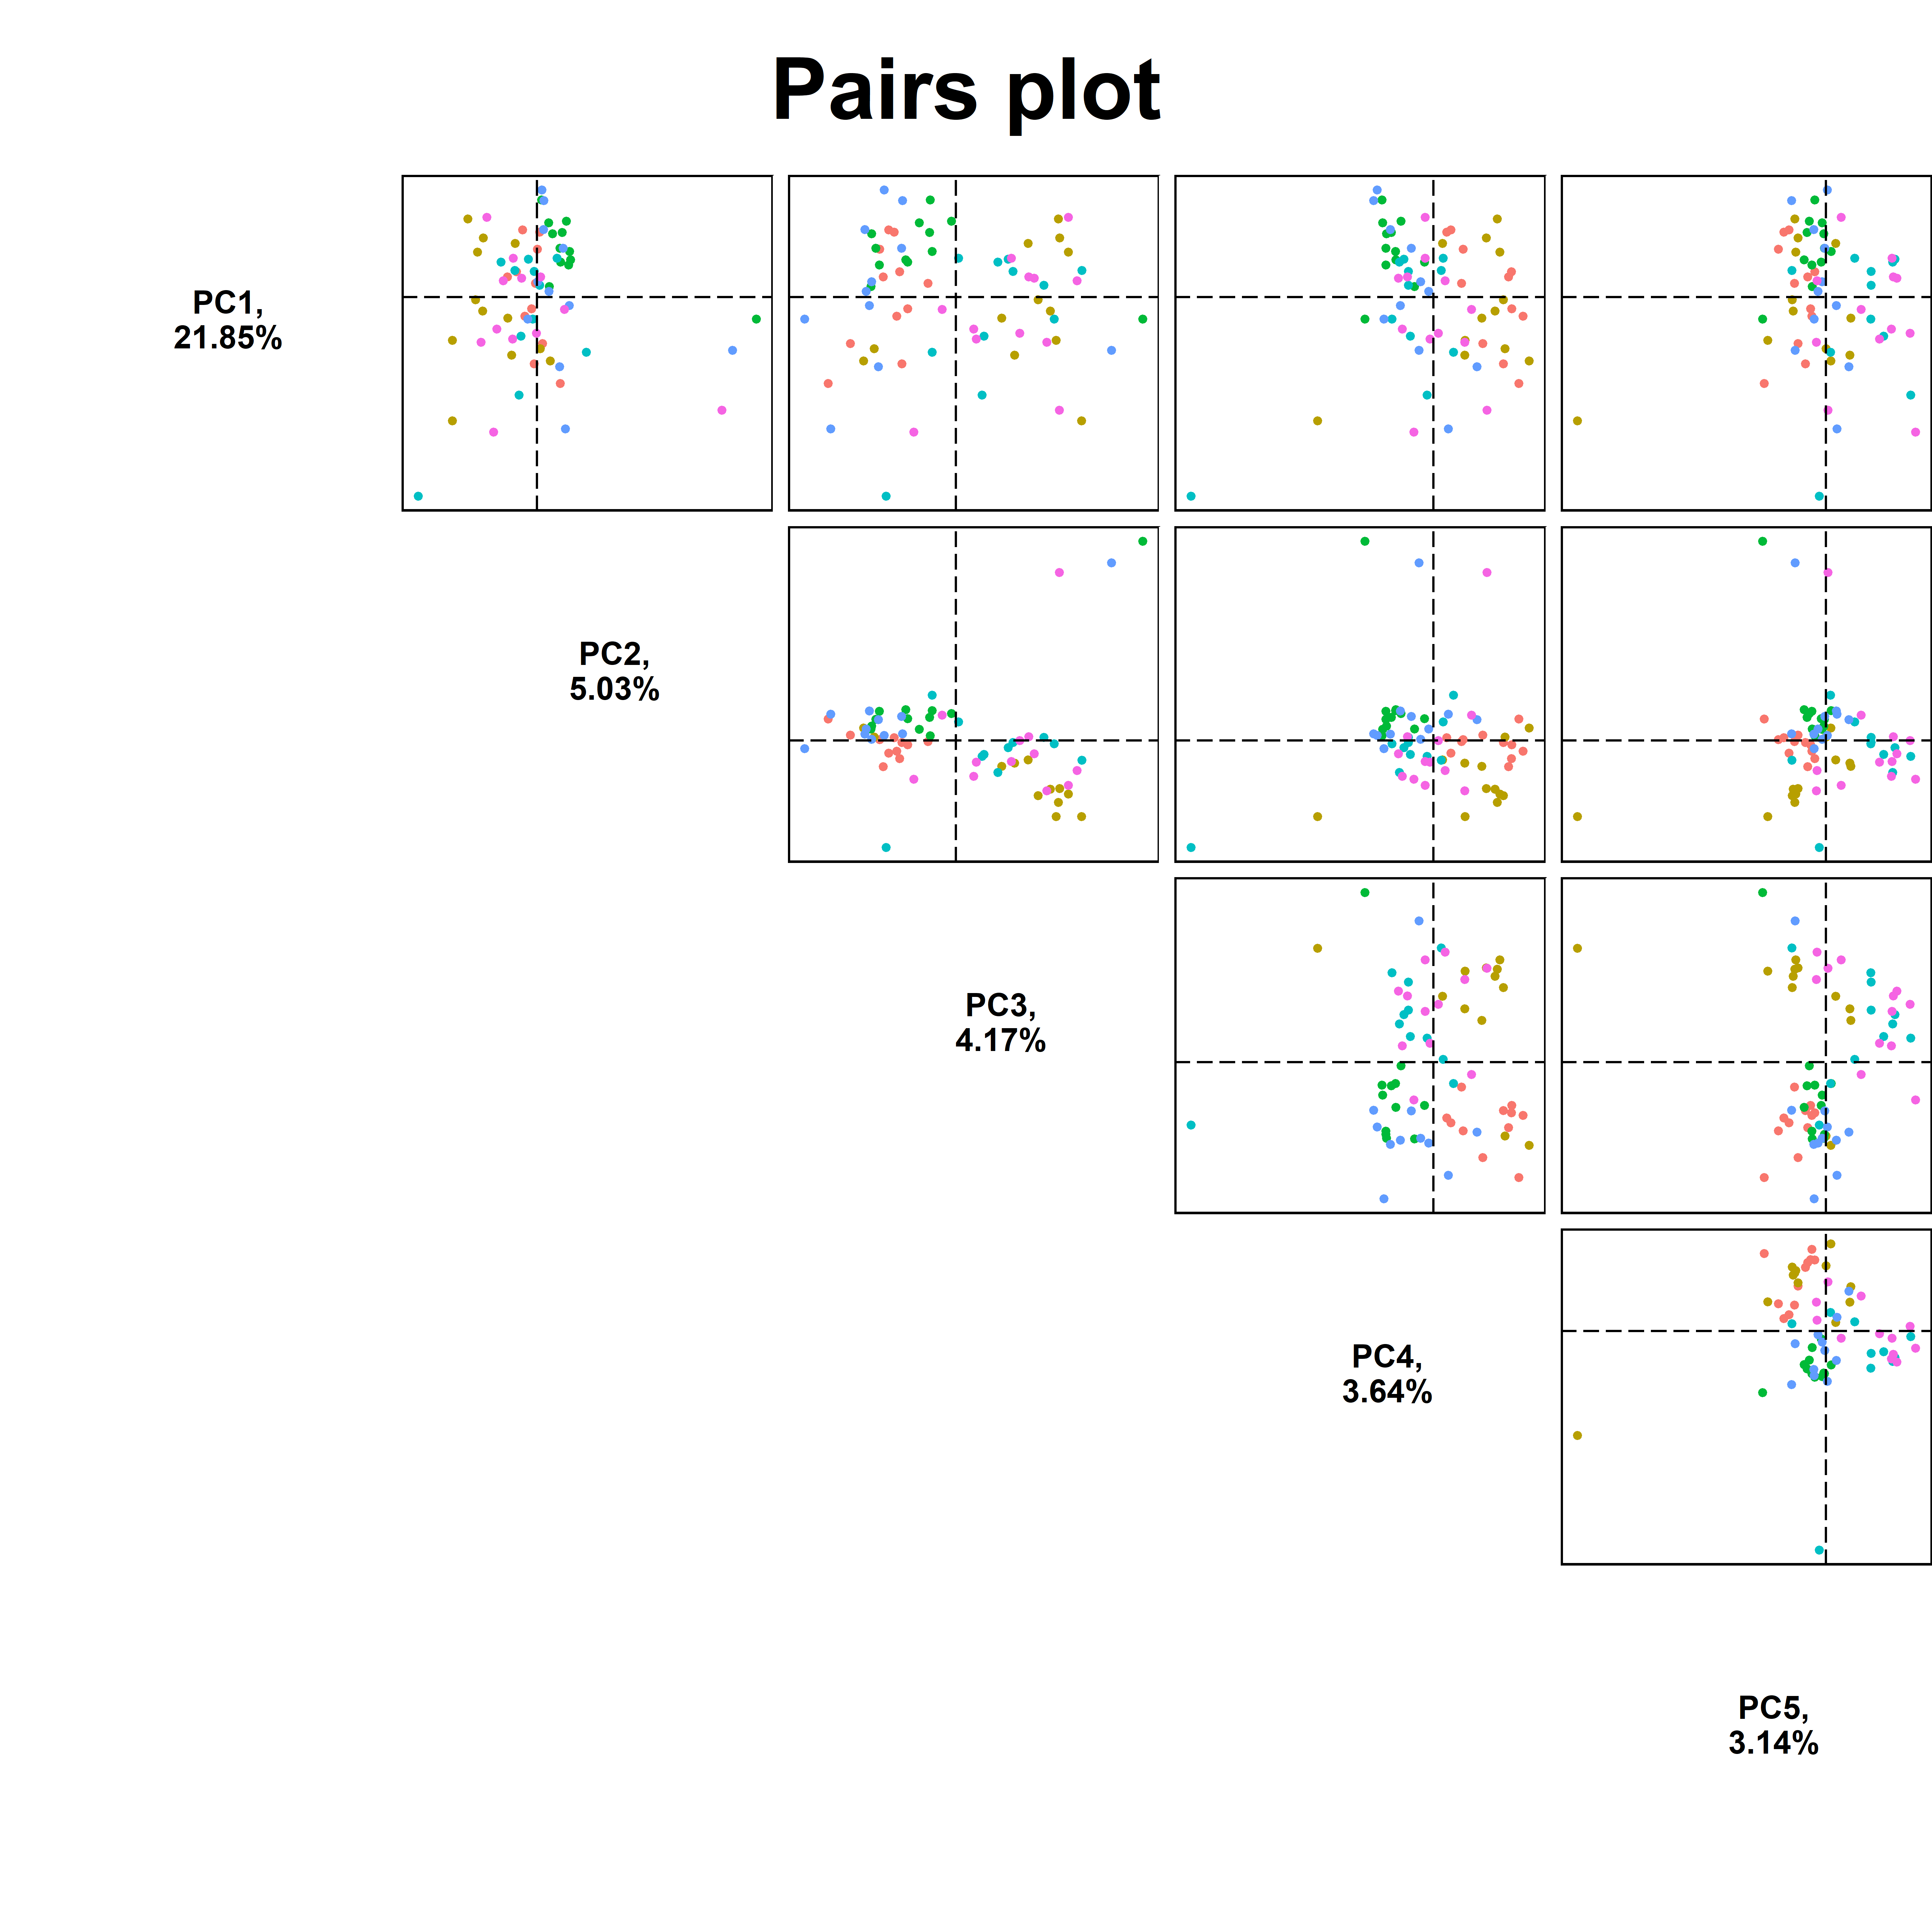 Pairs plot
PC1,
21.85%
PC2,
5.03%
PC3,
4.17%
PC4,
3.64%
PC5,
3.14%